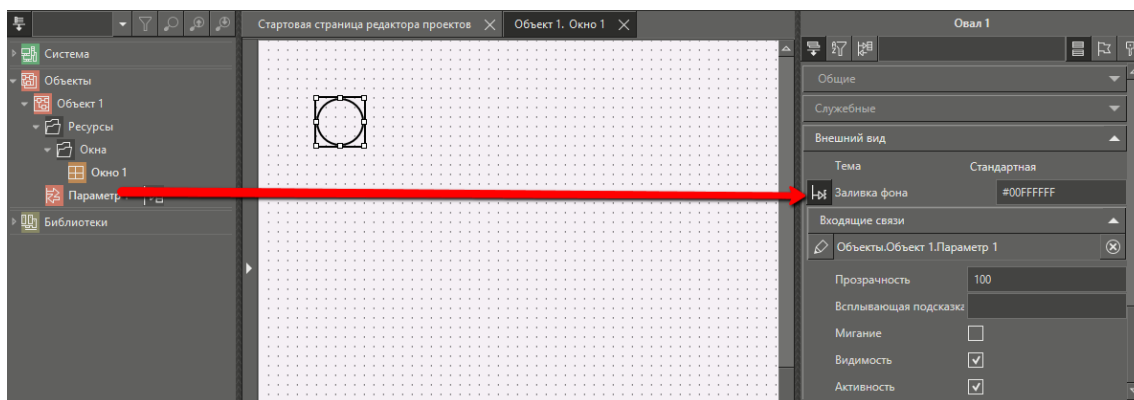 Стартовая страница редактора проектов
Объект 1. Окно 1
Овал 1
Система
Объекты
Объект 1
Ресурсы
Окна
Окно 1
Параметр
Библиотеки
Общие
Служебные
Внешний вид
Тема
Стандартная
Заливка фона
#00FFFFFF
Входящие связи
Объекты.Объект 1.Параметр 1
Прозрачность
100
Всплывающая подсказка
Мигание
Видимость
Активность